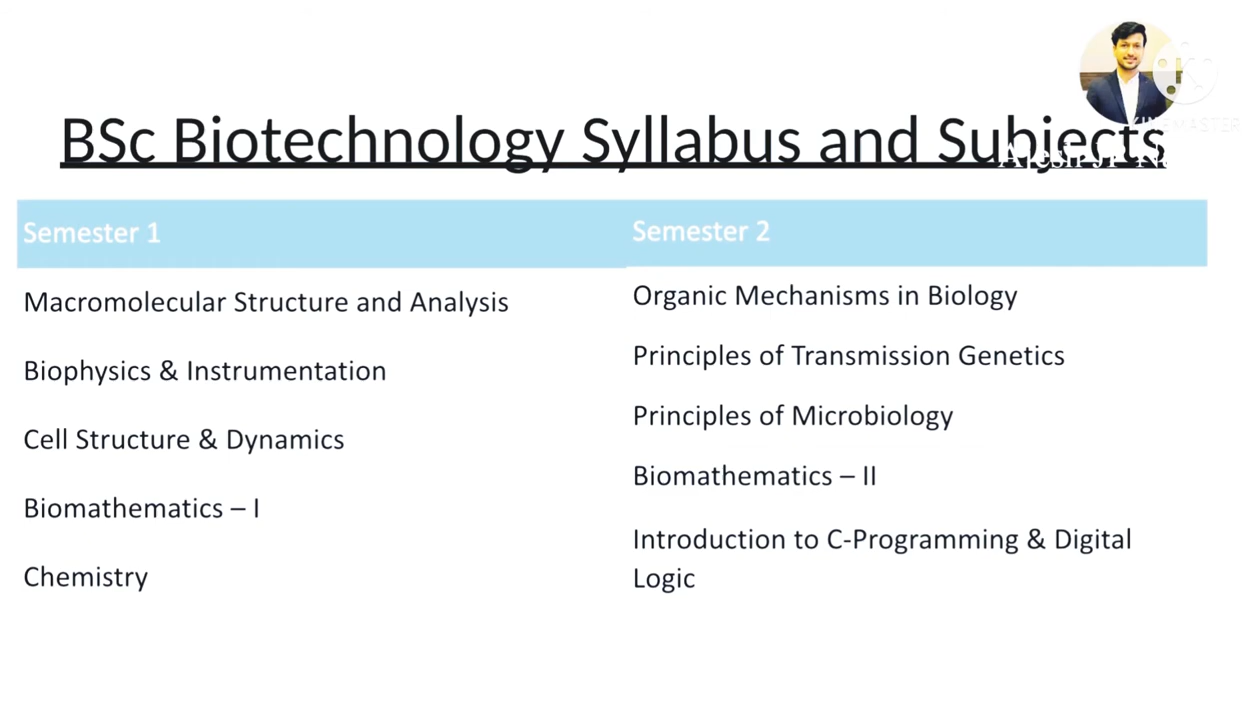 KINEMASTER
BSc Biotechnology Syllabus and Subjects
Semester 1
Semester 2
Macromolecular Structure and Analysis
Organic Mechanisms in Biology
Biophysics & Instrumentation
Principles of Transmission Genetics
Cell Structure & Dynamics
Principles of Microbiology
Biomathematics – I
Biomathematics – II
Chemistry
Introduction to C-Programming & Digital
Logic